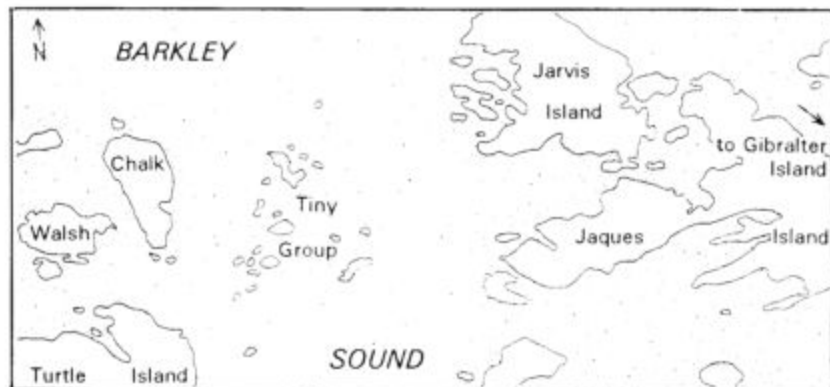 N
BARKLEY
Jarvis
Island
Chalk
to Gibralter
Island
Tiny
Walsh
Jaques
Island
Group
SOUND
Turtle Island